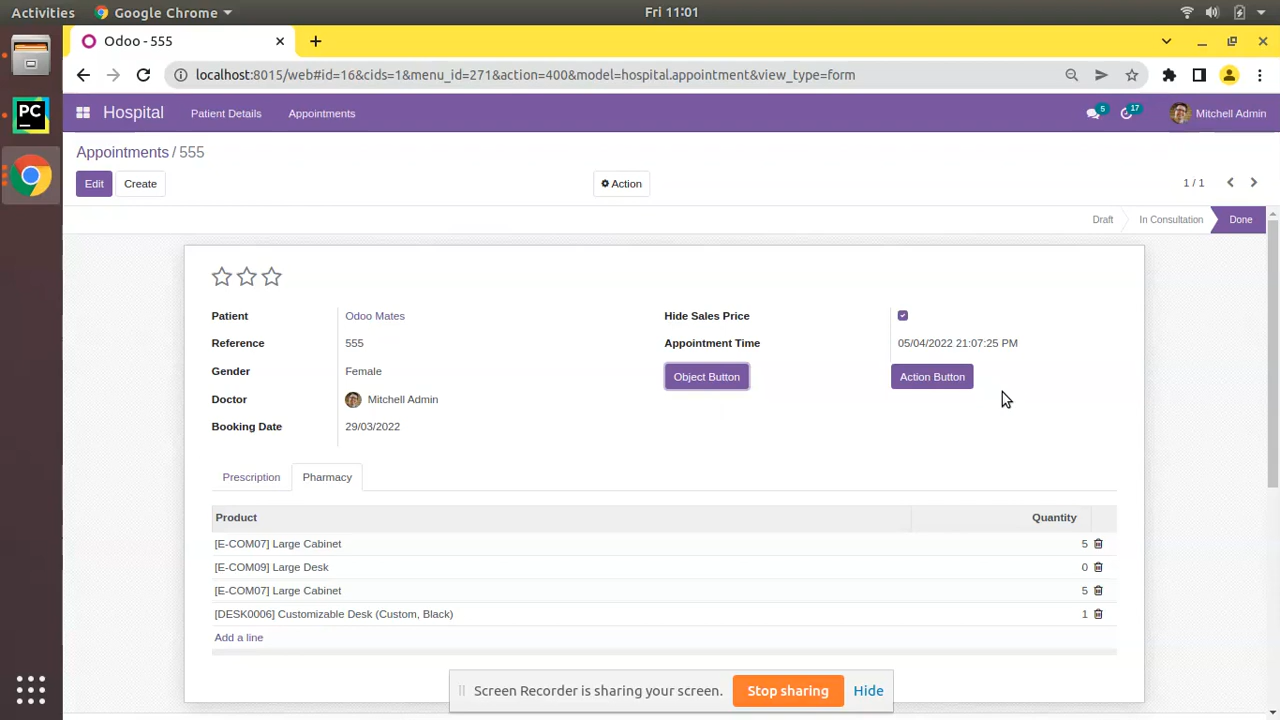 Activities Google Chrome Fri 11:01
Odoo - 555
localhost:8015/web#id=16&cids=1&menu_id=271&action=400&model=hospital.appointment&view_type=form
PC
Hospital Patient Details Appointments 5 17 Mitchell Admin
Appointments / 555
Edit Create Action 1 / 1
Draft In Consultation Done
Patient Odoo Mates Hide Sales Price
Reference 555 Appointment Time 05/04/2022 21:07:25 PM
Gender Female Object Button Action Button
Doctor Mitchell Admin
Booking Date 29/03/2022
Prescription Pharmacy
Product Quantity
[E-COM07] Large Cabinet 5
[E-COM09] Large Desk 0
[E-COM07] Large Cabinet 5
[DESK0006] Customizable Desk (Custom, Black) 1
Add a line
Screen Recorder is sharing your screen. Stop sharing Hide